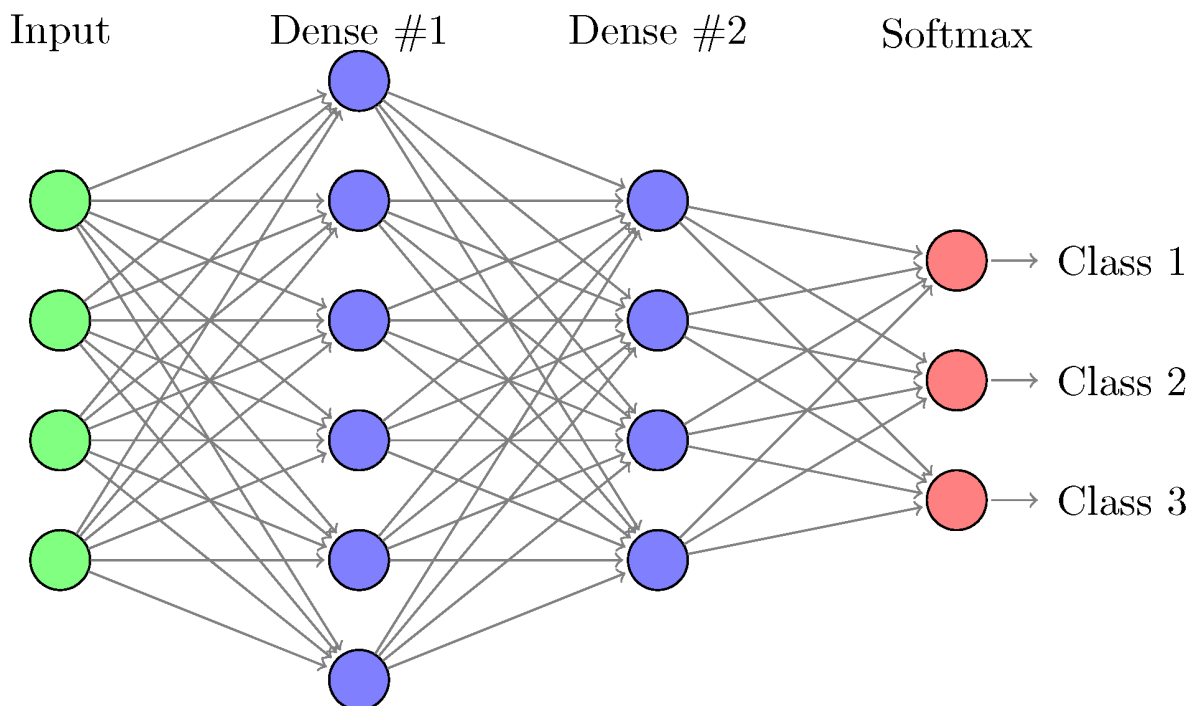 Input
Dense #1
Dense #2
Softmax
Class 1
Class 2
Class 3